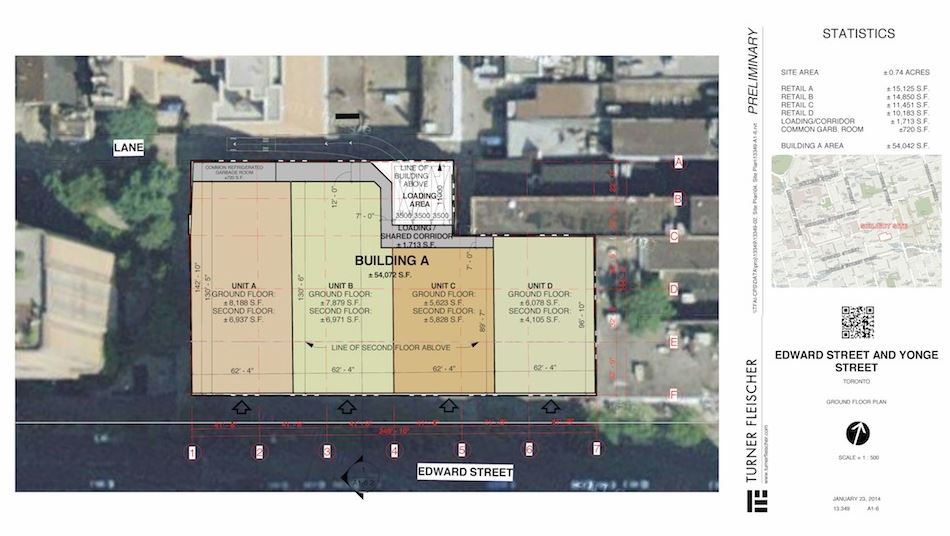 LANE
COMMON REFRIGERATED
GARBAGE ROOM
±720 S.F.
LINE OF
BUILDING
ABOVE
LOADING
AREA
11000
3500 3500 3500
12' - 0"
7' - 0"
LOADING/
SHARED CORRIDOR
± 1,713 S.F.
7' - 0"
BUILDING A
± 54,072 S.F.
142' - 10"
130' - 5"
130' - 6"
89' - 7"
96' - 10"
UNIT A
GROUND FLOOR:
± 8,188 S.F.
SECOND FLOOR:
± 6,937 S.F.
UNIT B
GROUND FLOOR:
± 7,879 S.F.
SECOND FLOOR:
± 6,971 S.F.
UNIT C
GROUND FLOOR:
± 5,623 S.F.
SECOND FLOOR:
± 5,828 S.F.
UNIT D
GROUND FLOOR:
± 6,078 S.F.
SECOND FLOOR:
± 4,105 S.F.
LINE OF SECOND FLOOR ABOVE
62' - 4"
62' - 4"
62' - 4"
62' - 4"
A
B
C
D
E
F
249' - 10"
1
2
3
4
5
6
7
EDWARD STREET
PRELIMINARY
TURNER FLEISCHER
www.turnerfleischer.com
STATISTICS
SITE AREA ± 0.74 ACRES
RETAIL A ± 15,125 S.F.
RETAIL B ± 14,850 S.F.
RETAIL C ± 11,451 S.F.
RETAIL D ± 10,183 S.F.
LOADING/CORRIDOR ± 1,713 S.F.
COMMON GARB. ROOM ±720 S.F.
BUILDING A AREA ± 54,042 S.F.
SUBJECT SITE
EDWARD STREET AND YONGE
STREET
TORONTO
GROUND FLOOR PLAN
SCALE = 1 : 500
JANUARY 23, 2014
13.349 A1-6